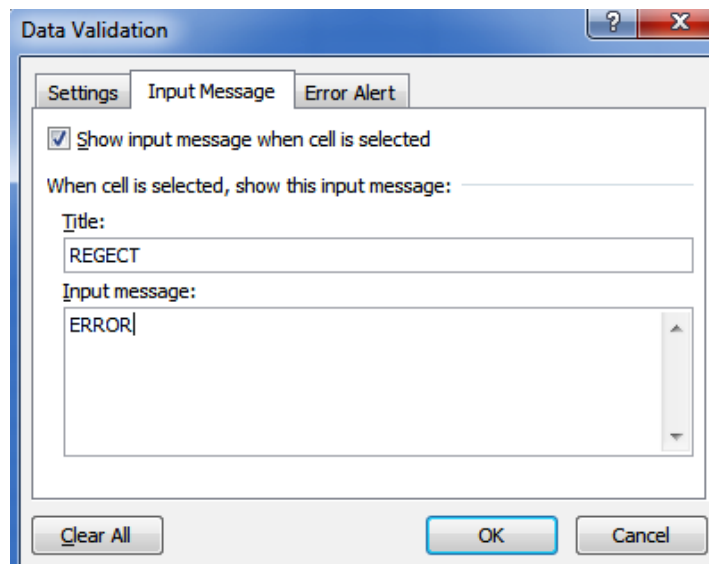 Data Validation
Settings Input Message Error Alert
Show input message when cell is selected
When cell is selected, show this input message:
Title:
REGECT
Input message:
ERROR
Clear All OK Cancel